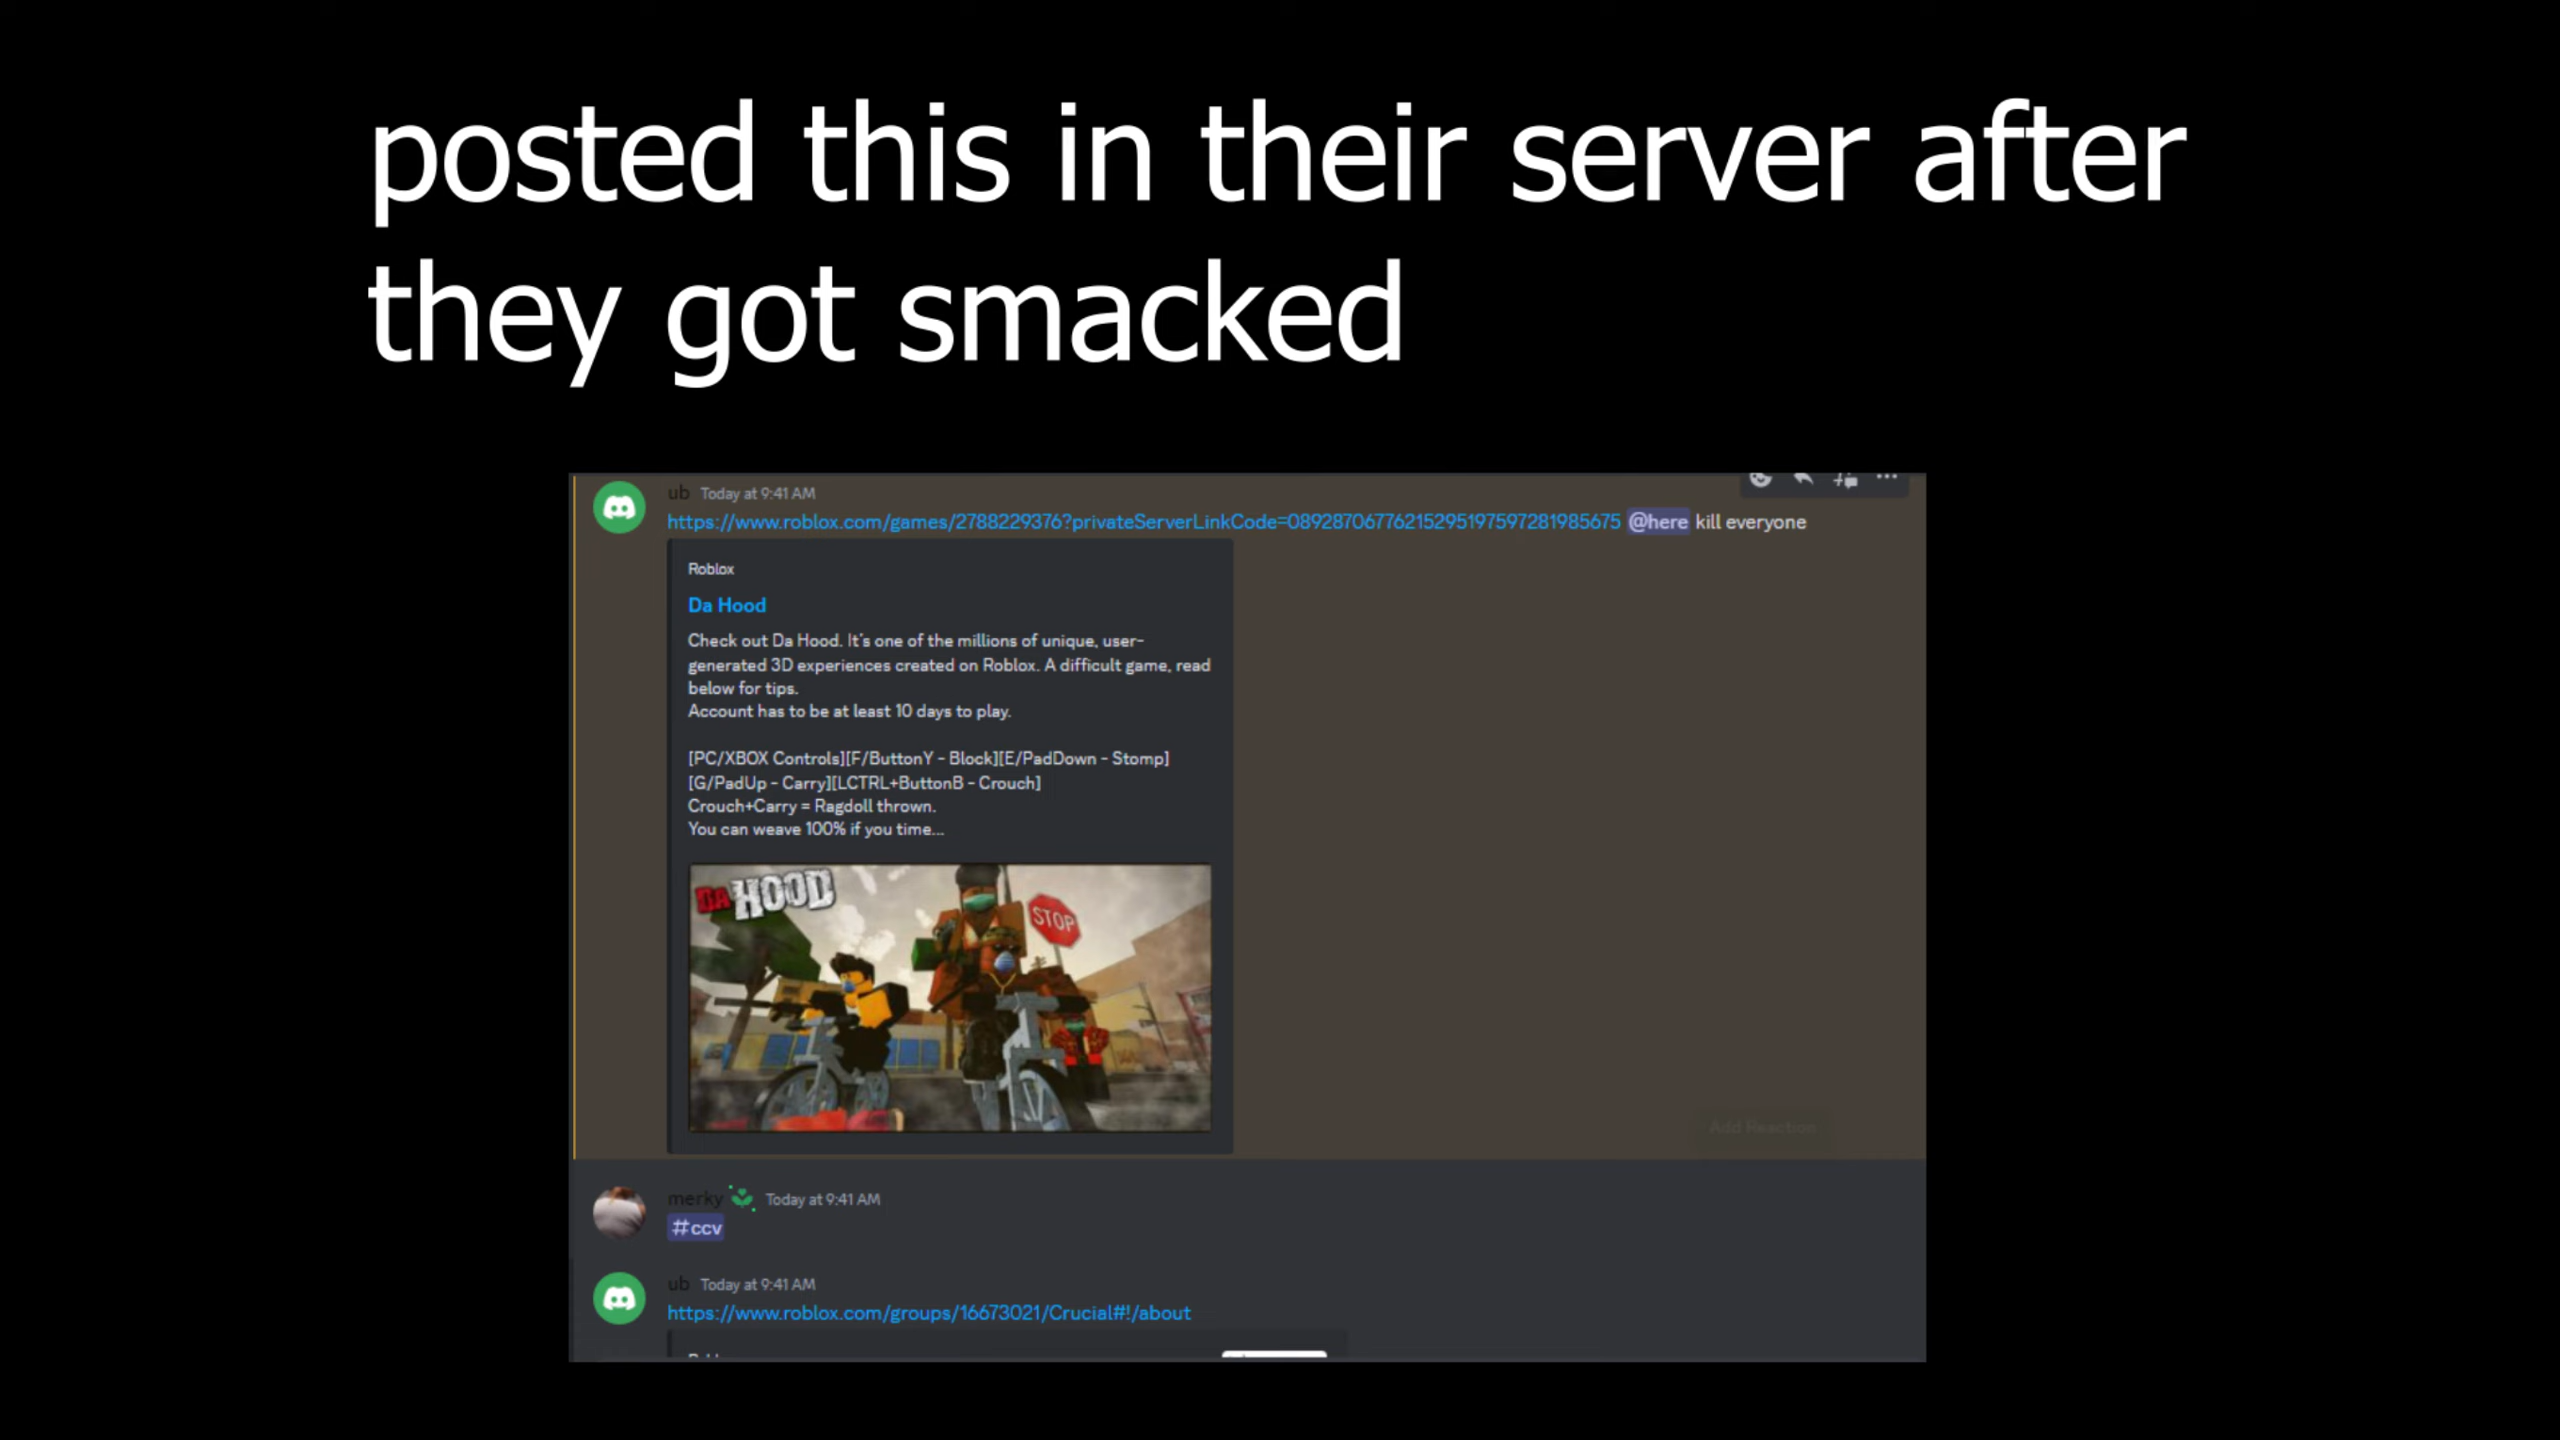 posted this in their server after
they got smacked
ub Today at 9:41 AM
https://www.roblox.com/games/2788229376?privateServerLinkCode=08928706776215295197597281985675 @here kill everyone
Roblox
Da Hood
Check out Da Hood. It's one of the millions of unique, user-
generated 3D experiences created on Roblox. A difficult game, read
below for tips.
Account has to be at least 10 days to play.
[PC/XBOX Controls][F/ButtonY - Block][E/PadDown - Stomp]
[G/PadUp - Carry][LCTRL+ButtonB - Crouch]
Crouch+Carry = Ragdoll thrown.
You can weave 100% if you time...
DA HOOD
STOP
Add Reaction
merky Today at 9:41 AM
#ccv
ub Today at 9:41 AM
https://www.roblox.com/groups/16673021/Crucial#!/about